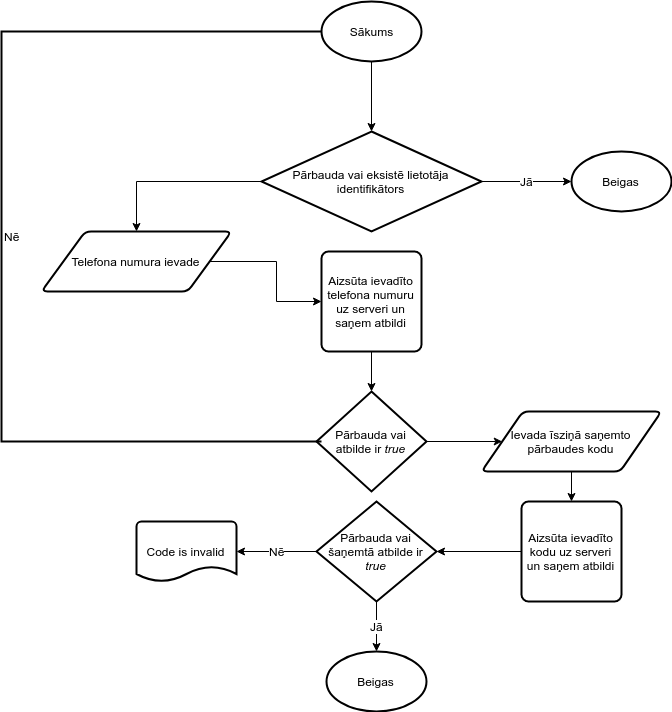 Sākums
Pārbauda vai eksistē lietotāja
identifikātors
Jā
Beigas
Nē
Telefona numura ievade
Aizsūta ievadīto
telefona numuru
uz serveri un
saņem atbildi
Pārbauda vai
atbilde ir true
Ievada īsziņā saņemto
pārbaudes kodu
Aizsūta ievadīto
kodu uz serveri
un saņem atbildi
Pārbauda vai
šaņemtā atbilde ir
true
Nē
Code is invalid
Jā
Beigas